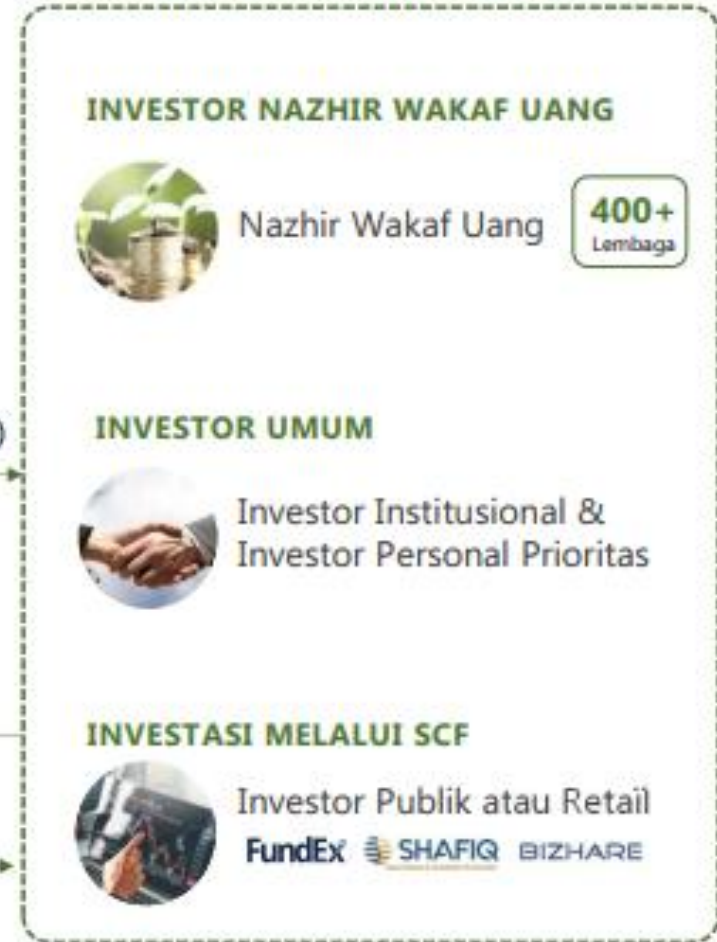 INVESTOR NAZHIR WAKAF UANG
Nazhir Wakaf Uang
400+
Lembaga
)
INVESTOR UMUM
Investor Institusional &
Investor Personal Prioritas
INVESTASI MELALUI SCF
Investor Publik atau Retail
FundEx SHAFIQ BIZHARE